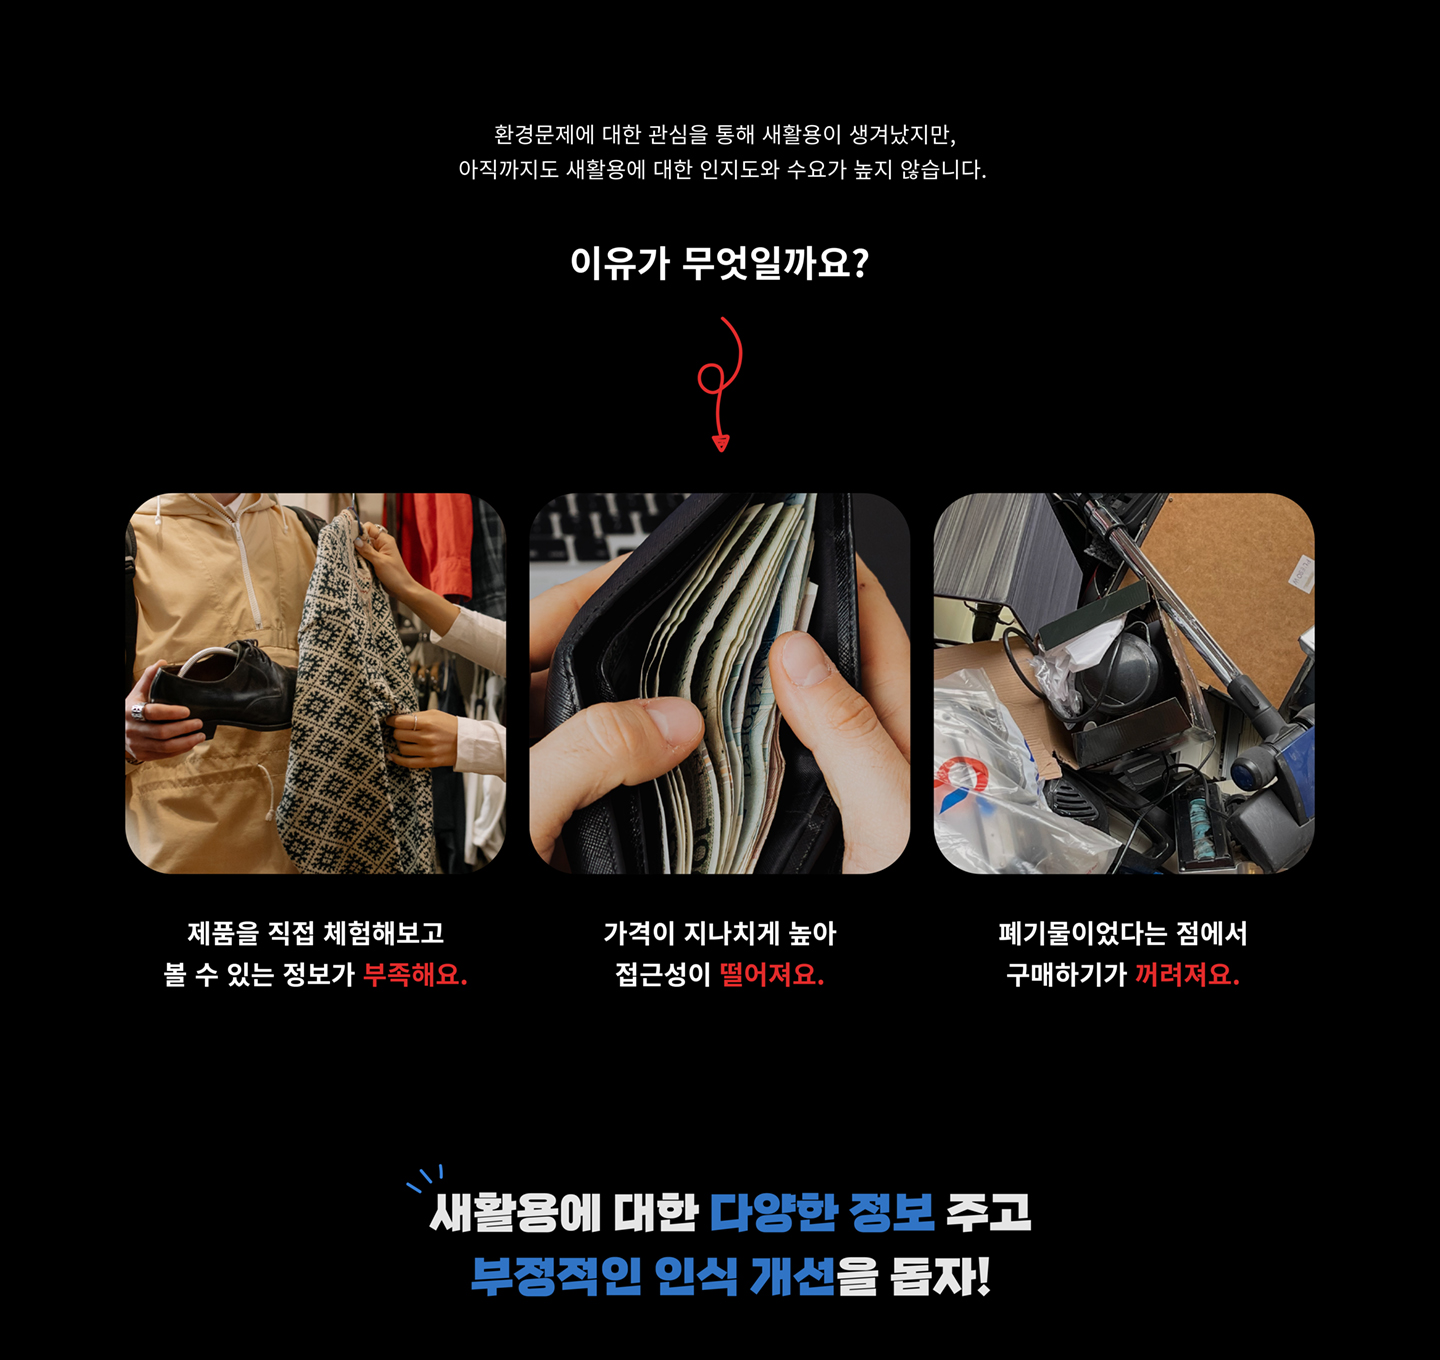 환경문제에 대한 관심을 통해 새활용이 생겨났지만,
아직까지도 새활용에 대한 인지도와 수요가 높지 않습니다.
이유가 무엇일까요?
제품을 직접 체험해보고
볼 수 있는 정보가 부족해요.
가격이 지나치게 높아
접근성이 떨어져요.
폐기물이었다는 점에서
구매하기가 꺼려져요.
새활용에 대한 다양한 정보 주고
부정적인 인식 개선을 돕자!